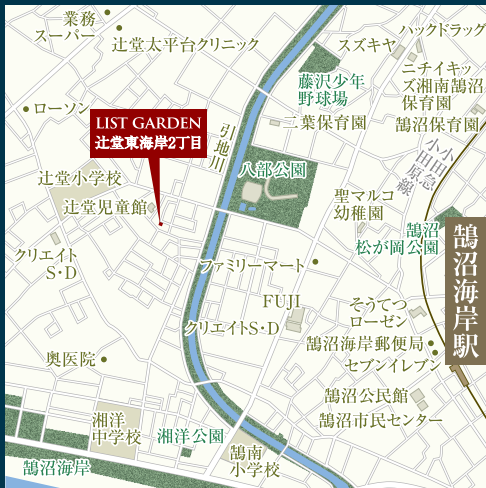 業務
スーパー
辻堂太平台クリニック
スズキヤ
ハックドラッグ
ニチイキッ
ズ湘南鵠沼
保育園
藤沢少年
野球場
ローソン
LIST GARDEN
辻堂東海岸2丁目
引地川
二葉保育園
鵠沼保育園
小田急
小田原線
辻堂小学校
八部公園
辻堂児童館
聖マルコ
幼稚園
鵠沼
松が岡公園
鵠沼海岸駅
クリエイト
S・D
ファミリーマート
FUJI
そうてつ
ローゼン
クリエイトS・D
鵠沼海岸郵便局
セブンイレブン
奥医院
鵠沼公民館
鵠沼市民センター
湘洋
中学校
湘洋公園
鵠南
小学校
鵠沼海岸